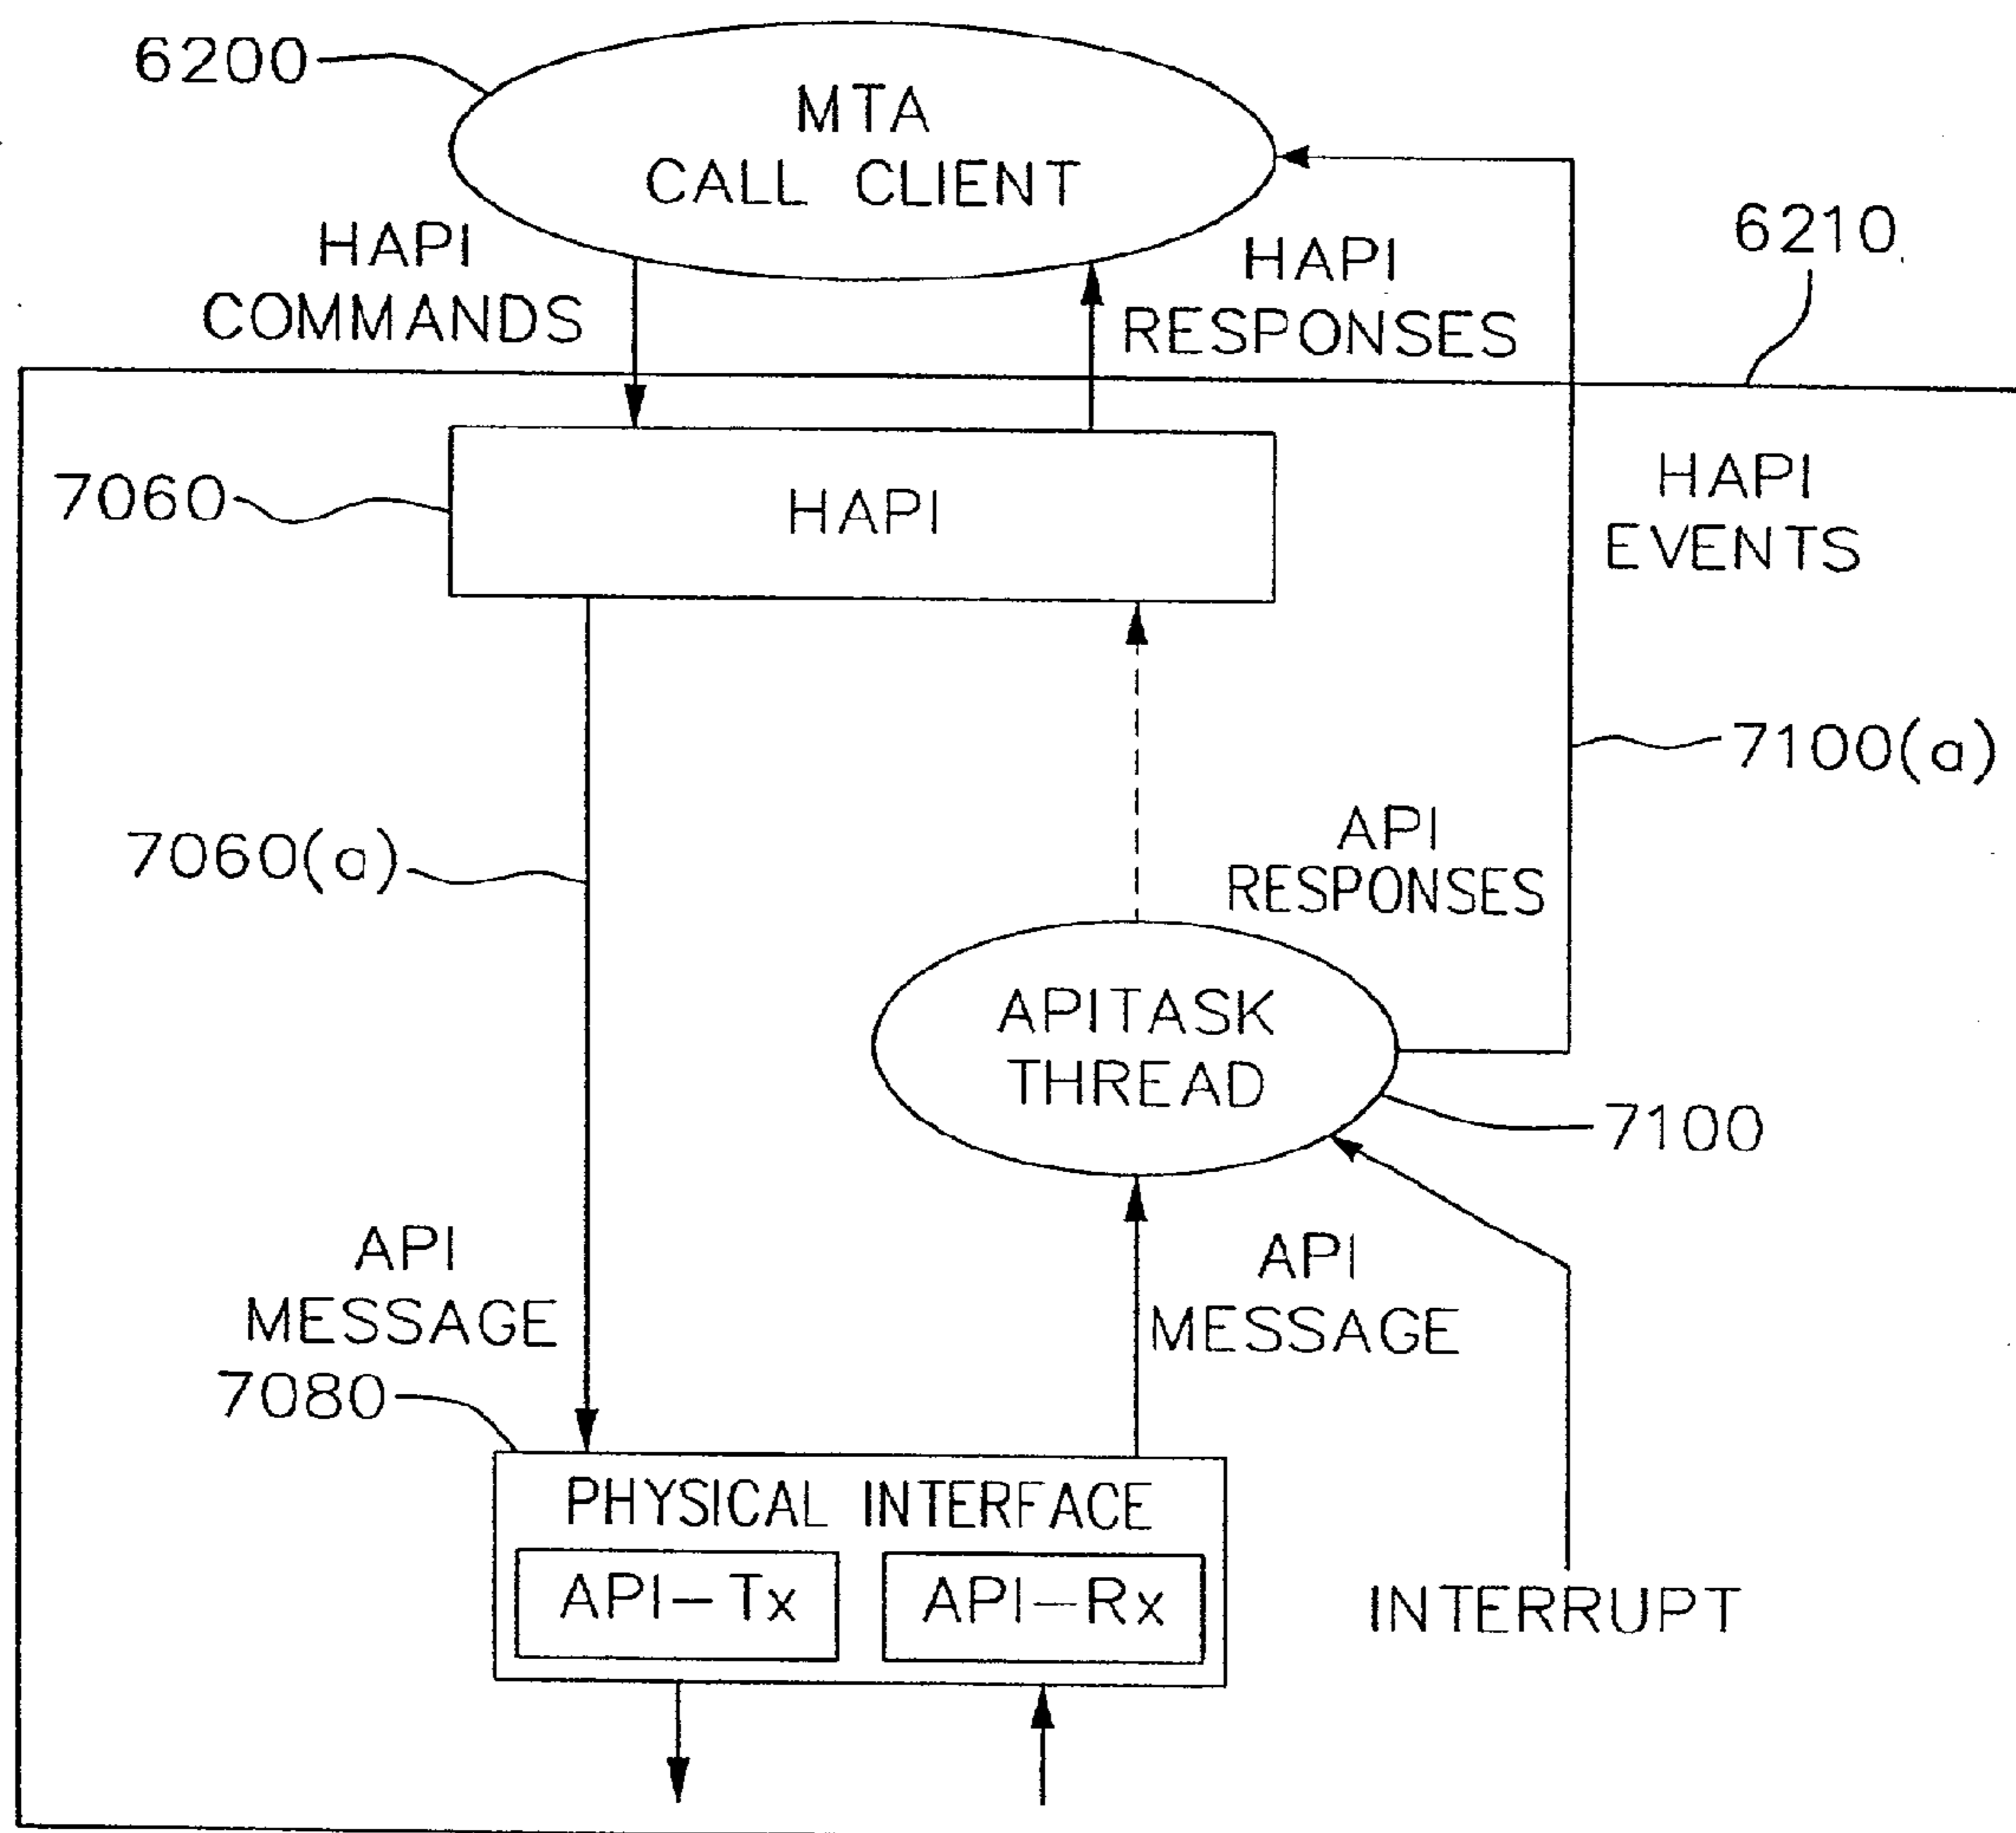 6200
MTA
CALL CLIENT
HAPI
COMMANDS
HAPI
RESPONSES
6210
7060
HAPI
HAPI
EVENTS
7100(a)
7060(a)
API
RESPONSES
APITASK
THREAD
7100
API
MESSAGE
API
MESSAGE
7080
PHYSICAL INTERFACE
API-Tx
API-Rx
INTERRUPT